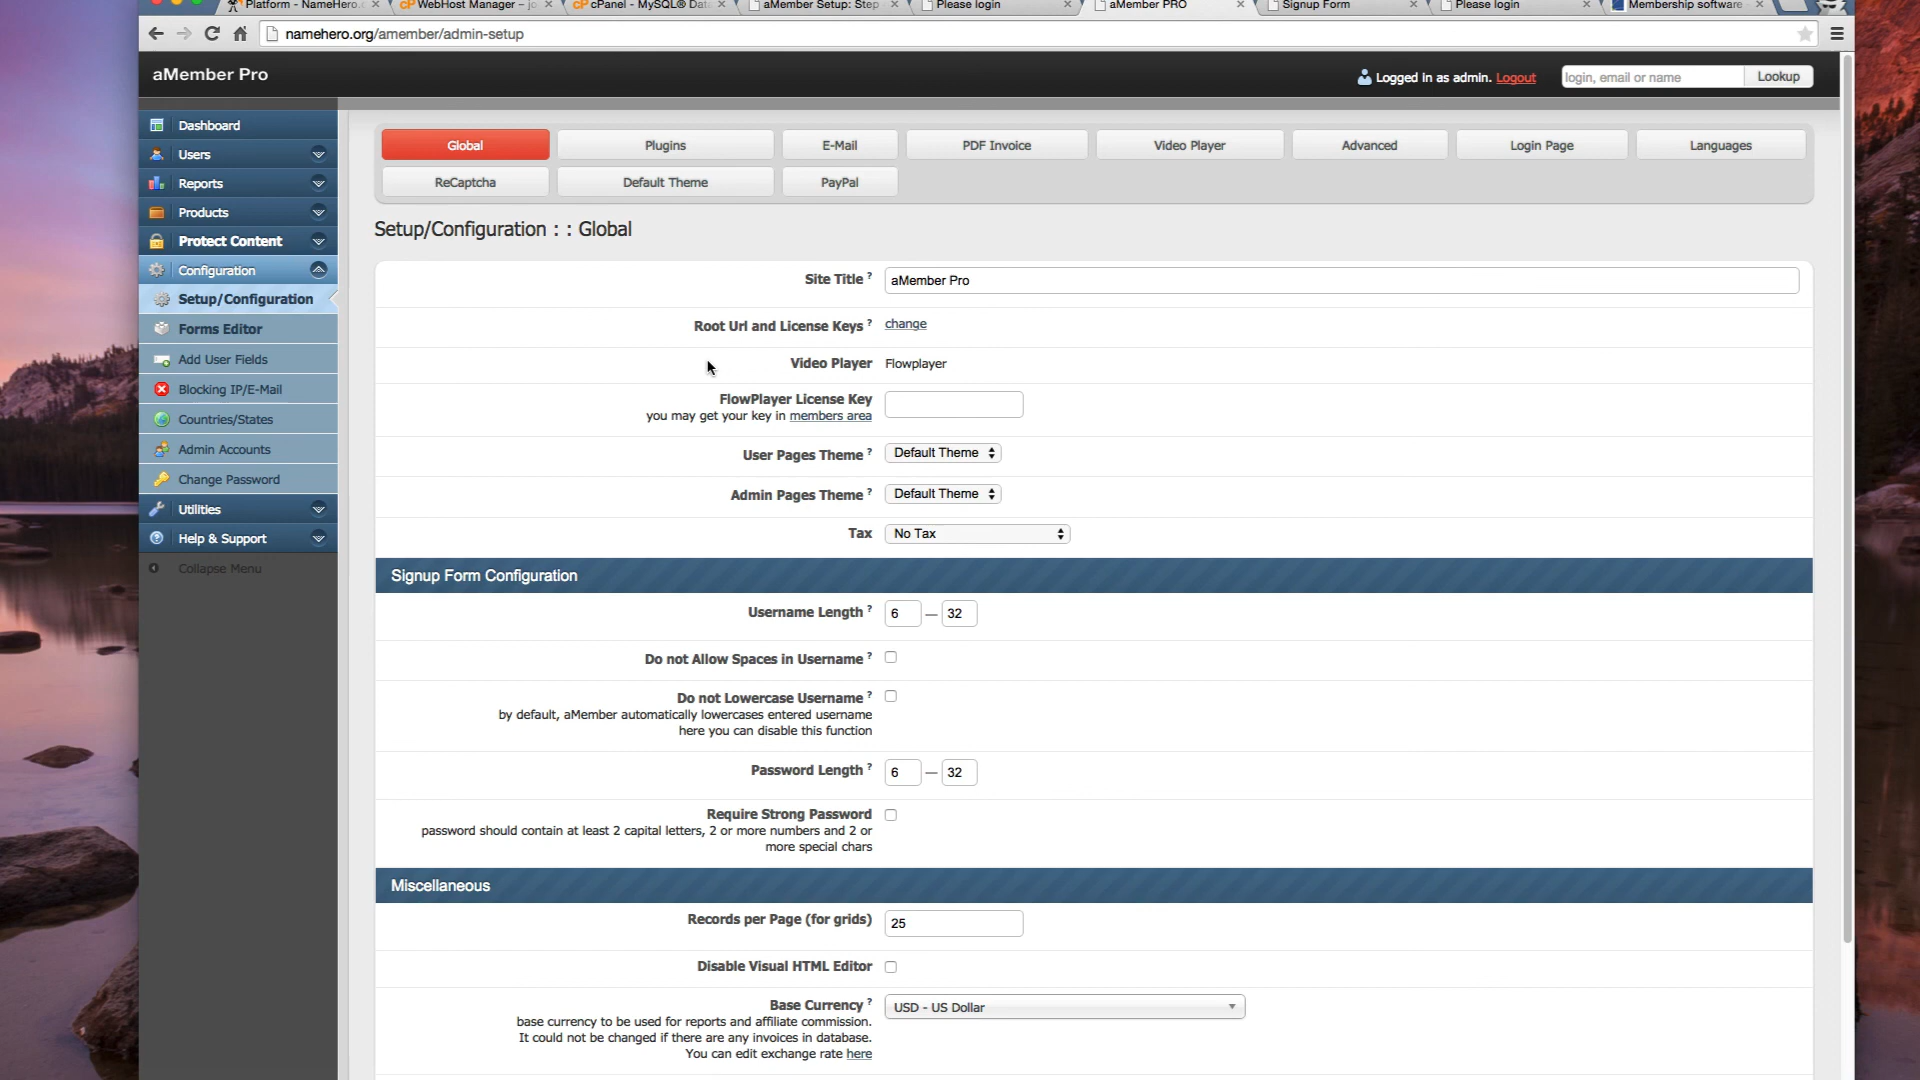 Platform - NameHero.c
WebHost Manager - jo
cPanel - MySQL® Dat
aMember Setup: Step
Please login
aMember PRO
Signup Form
Please login
Membership software
namehero.org/amember/admin-setup
aMember Pro
Logged in as admin. Logout
login, email or name
Lookup
Dashboard
Users
Reports
Products
Protect Content
Configuration
Setup/Configuration
Forms Editor
Add User Fields
Blocking IP/E-Mail
Countries/States
Admin Accounts
Change Password
Utilities
Help & Support
Collapse Menu
Global
Plugins
E-Mail
PDF Invoice
Video Player
Advanced
Login Page
Languages
ReCaptcha
Default Theme
PayPal
Setup/Configuration : : Global
Site Title ? aMember Pro
Root Url and License Keys ? change
Video Player Flowplayer
FlowPlayer License Key
you may get your key in members area
User Pages Theme ? Default Theme
Admin Pages Theme ? Default Theme
Tax No Tax
Signup Form Configuration
Username Length ? 6 — 32
Do not Allow Spaces in Username ?
Do not Lowercase Username ?
by default, aMember automatically lowercases entered username
here you can disable this function
Password Length ? 6 — 32
Require Strong Password
password should contain at least 2 capital letters, 2 or more numbers and 2 or
more special chars
Miscellaneous
Records per Page (for grids) 25
Disable Visual HTML Editor
Base Currency ? USD - US Dollar
base currency to be used for reports and affiliate commission.
It could not be changed if there are any invoices in database.
You can edit exchange rate here